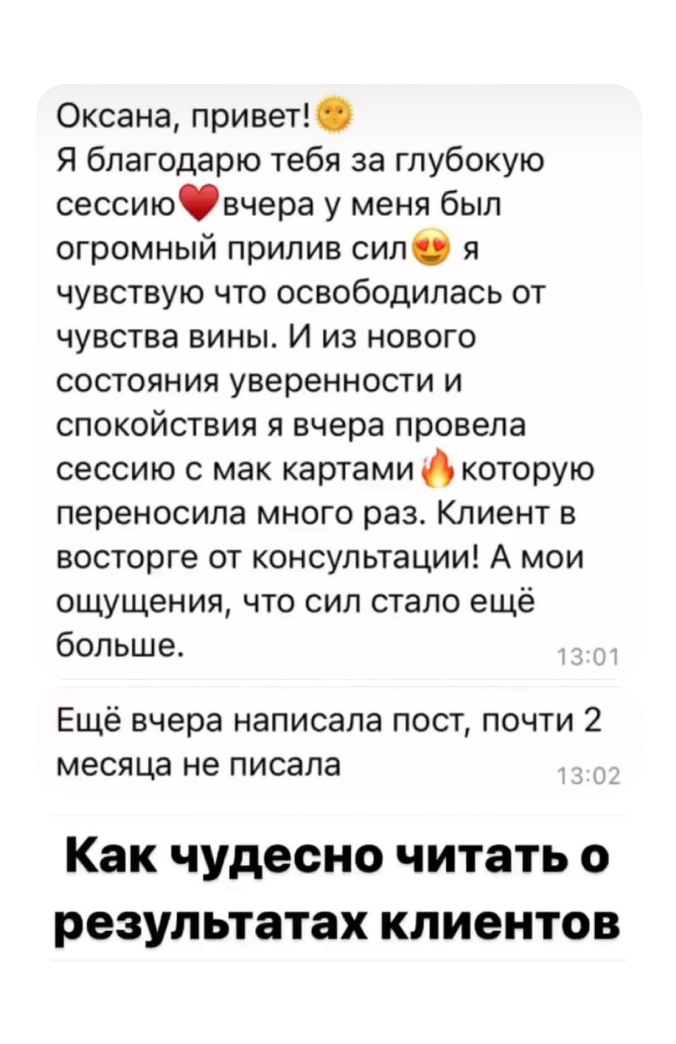 Оксана, привет!🌞
Я благодарю тебя за глубокую
сессию♥️вчера у меня был
огромный прилив сил😍 я
чувствую что освободилась от
чувства вины. И из нового
состояния уверенности и
спокойствия я вчера провела
сессию с мак картами🔥которую
переносила много раз. Клиент в
восторге от консультации! А мои
ощущения, что сил стало ещё
больше.
13:01
Ещё вчера написала пост, почти 2
месяца не писала
13:02
Как чудесно читать о
результатах клиентов